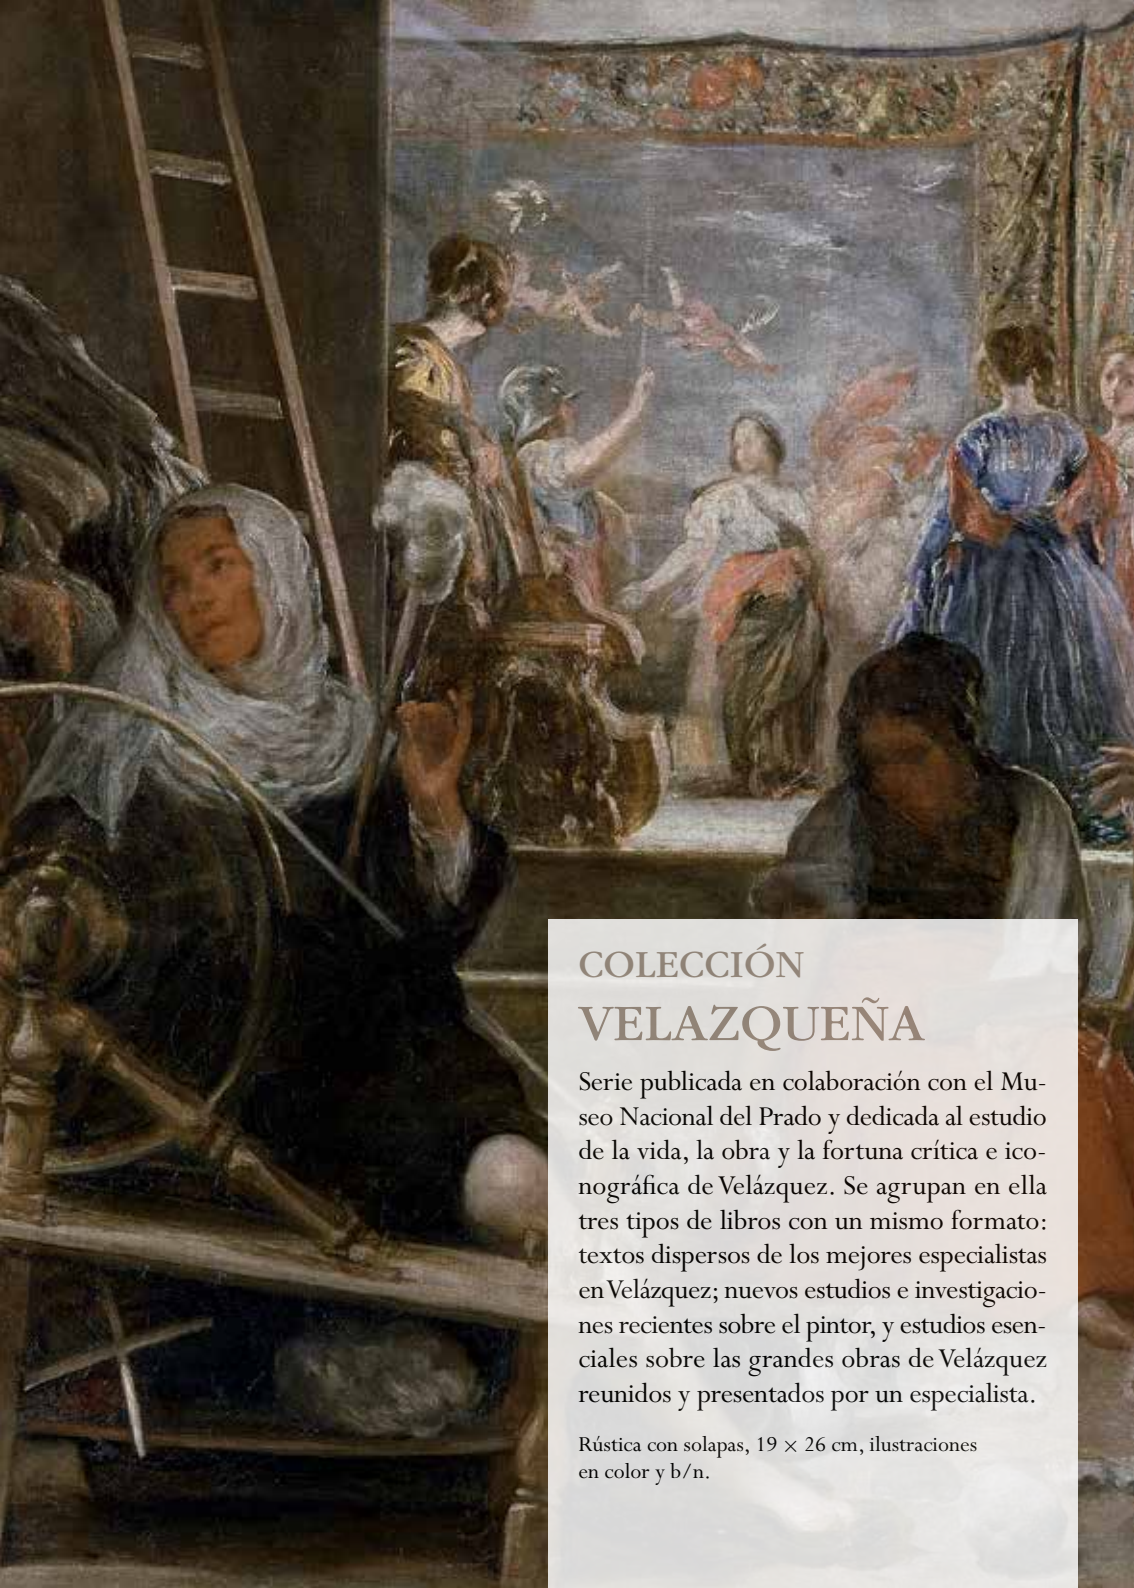 COLECCIÓN
VELAZQUEÑA
Serie publicada en colaboración con el Mu-
seo Nacional del Prado y dedicada al estudio
de la vida, la obra y la fortuna crítica e ico-
nográfica de Velázquez. Se agrupan en ella
tres tipos de libros con un mismo formato:
textos dispersos de los mejores especialistas
en Velázquez; nuevos estudios e investigacio-
nes recientes sobre el pintor, y estudios esen-
ciales sobre las grandes obras de Velázquez
reunidos y presentados por un especialista.
Rústica con solapas, 19 × 26 cm, ilustraciones
en color y b/n.